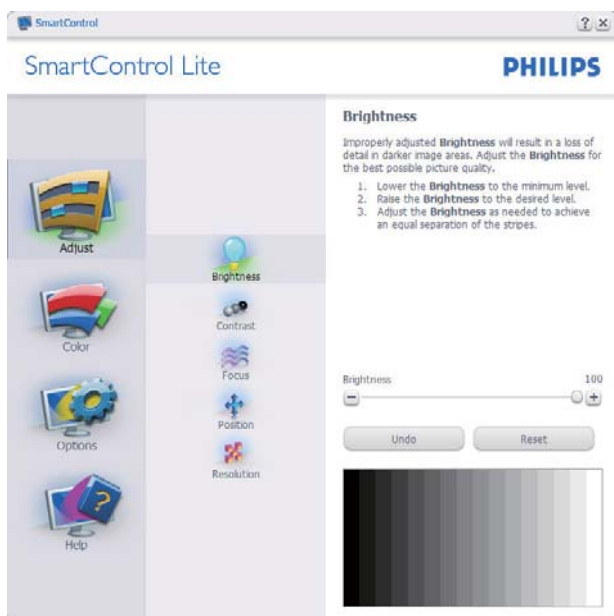 SmartControl
SmartControl Lite
PHILIPS
Adjust
Color
Options
Help
Brightness
Contrast
Focus
Position
Resolution
Brightness
Improperly adjusted Brightness will result in a loss of
detail in darker image areas. Adjust the Brightness for
the best possible picture quality.
1. Lower the Brightness to the minimum level.
2. Raise the Brightness to the desired level.
3. Adjust the Brightness as needed to achieve
an equal separation of the stripes.
Brightness 100
Undo Reset